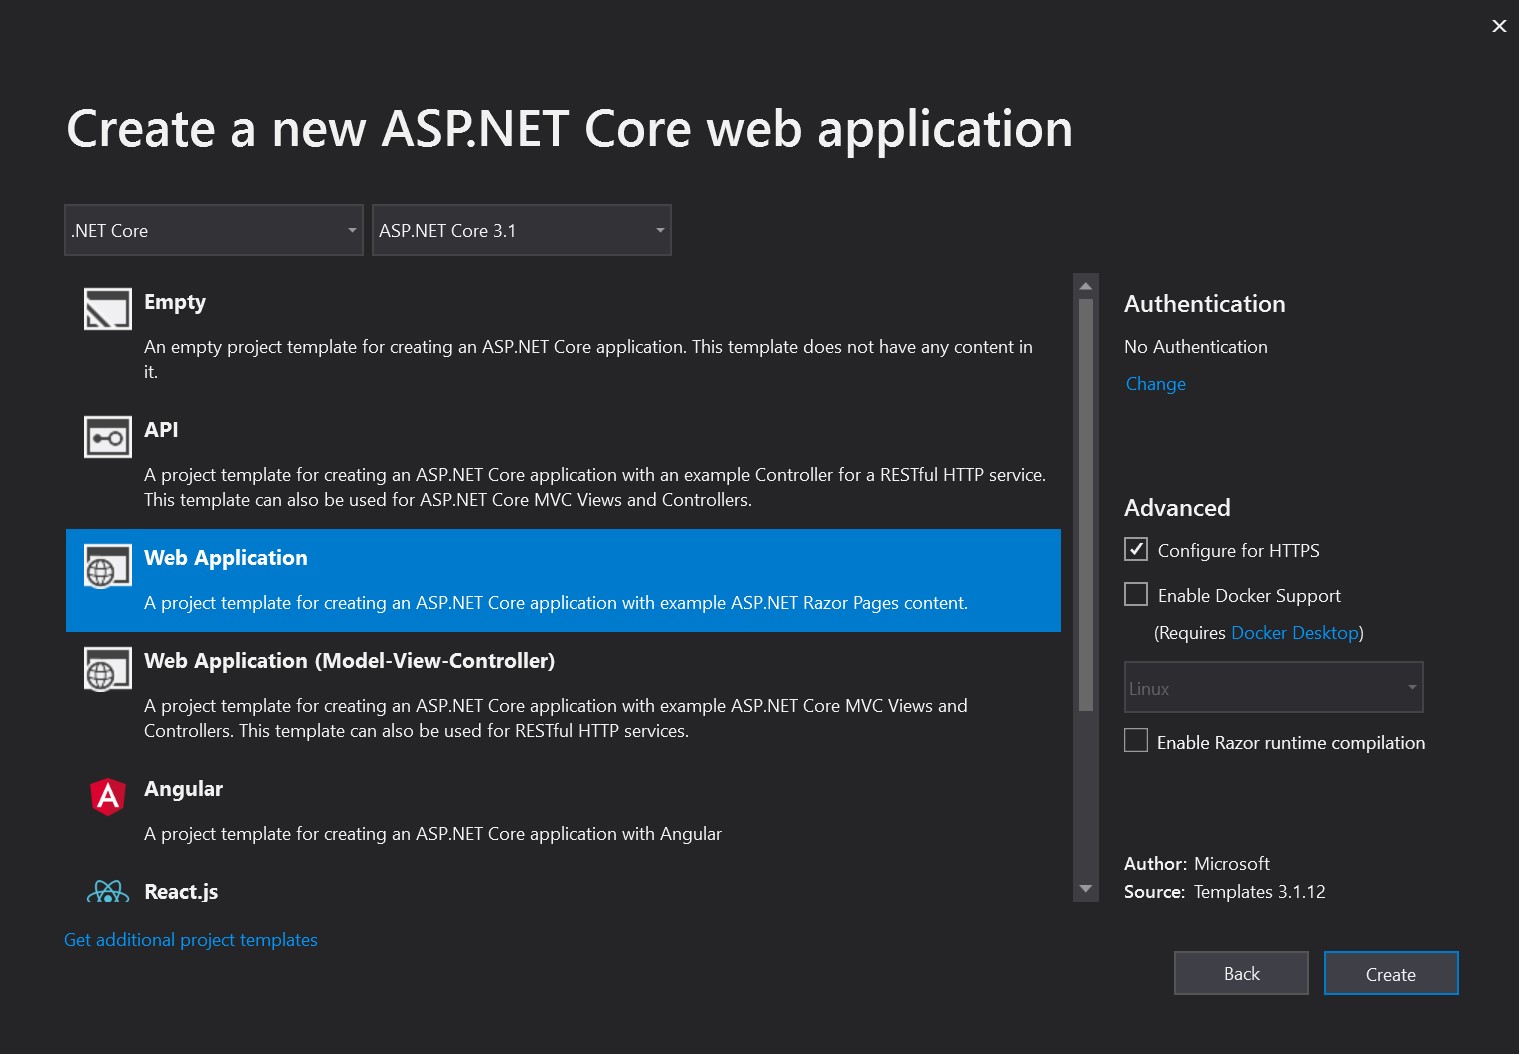 Create a new ASP.NET Core web application
.NET Core
ASP.NET Core 3.1
Empty
An empty project template for creating an ASP.NET Core application. This template does not have any content in
it.
API
A project template for creating an ASP.NET Core application with an example Controller for a RESTful HTTP service.
This template can also be used for ASP.NET Core MVC Views and Controllers.
Web Application
A project template for creating an ASP.NET Core application with example ASP.NET Razor Pages content.
Web Application (Model-View-Controller)
A project template for creating an ASP.NET Core application with example ASP.NET Core MVC Views and
Controllers. This template can also be used for RESTful HTTP services.
Angular
A project template for creating an ASP.NET Core application with Angular
React.js
Get additional project templates
Authentication
No Authentication
Change
Advanced
Configure for HTTPS
Enable Docker Support
(Requires Docker Desktop)
Linux
Enable Razor runtime compilation
Author: Microsoft
Source: Templates 3.1.12
Back
Create